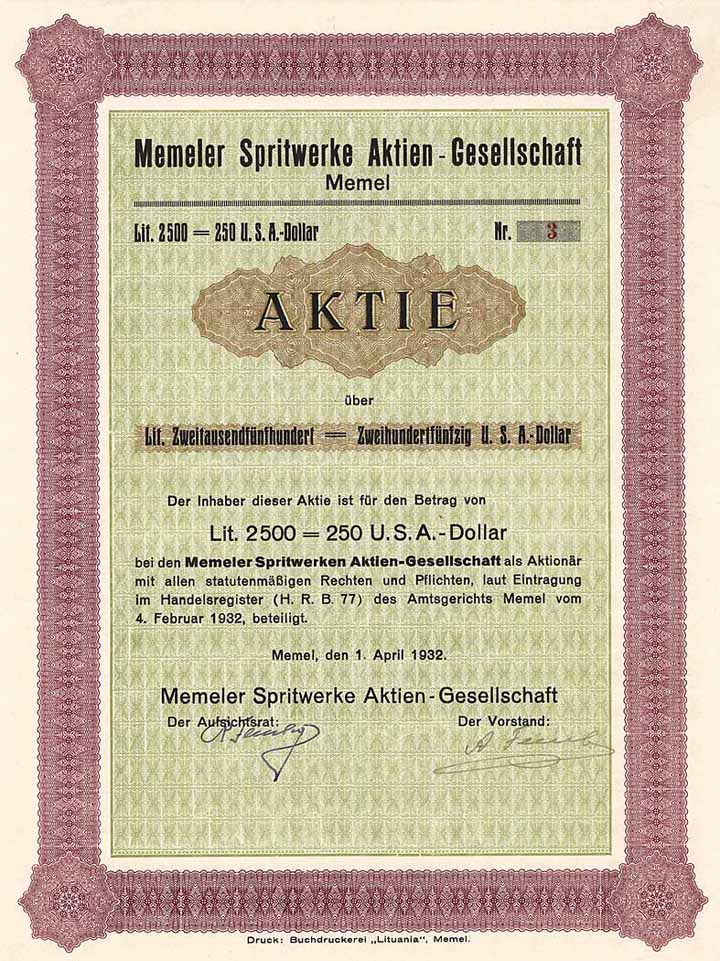 Memeler Spritwerke Aktien-Gesellschaft
Memel
Lit. 2500 = 250 U. S. A.-Dollar Nr. 3
AKTIE
über
Lit. Zweitausendfünfhundert = Zweihundertfünfzig U. S. A.-Dollar
Der Inhaber dieser Aktie ist für den Betrag von
Lit. 2500 = 250 U. S. A.-Dollar
bei den Memeler Spritwerken Aktien-Gesellschaft als Aktionär
mit allen statutenmäßigen Rechten und Pflichten, laut Eintragung
im Handelsregister (H. R. B. 77) des Amtsgerichts Memel vom
4. Februar 1932, beteiligt.
Memel, den 1. April 1932.
Memeler Spritwerke Aktien-Gesellschaft
Der Aufsichtsrat: Der Vorstand:
Druck: Buchdruckerei „Lituania“, Memel.